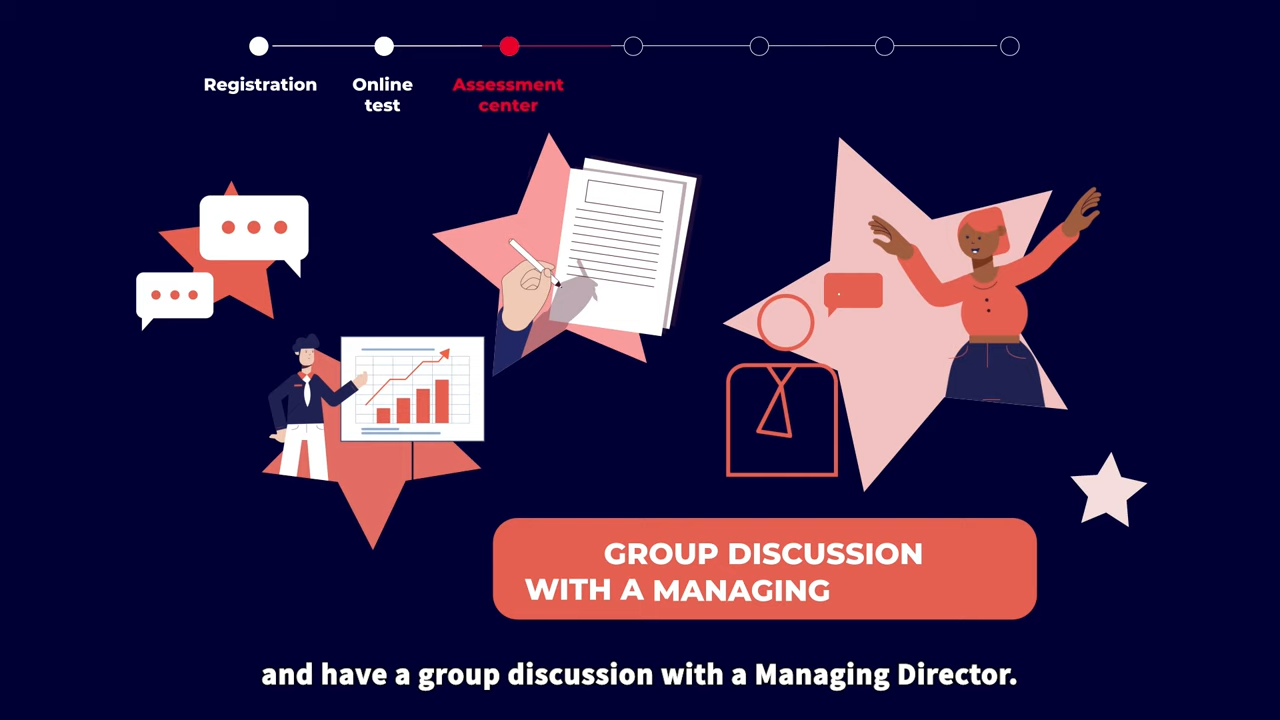 Registration
Online
test
Assessment
center
GROUP DISCUSSION
WITH A MANAGING
and have a group discussion with a Managing Director.